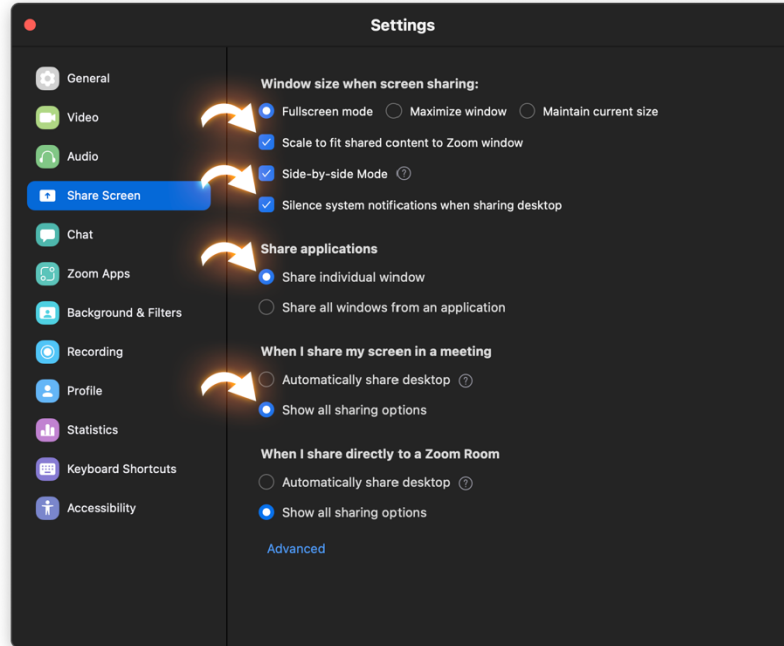 Settings
General
Video
Audio
Share Screen
Chat
Zoom Apps
Background & Filters
Recording
Profile
Statistics
Keyboard Shortcuts
Accessibility
Window size when screen sharing:
Fullscreen mode Maximize window Maintain current size
Scale to fit shared content to Zoom window
Side-by-side Mode ?
Silence system notifications when sharing desktop
Share applications
Share individual window
Share all windows from an application
When I share my screen in a meeting
Automatically share desktop ?
Show all sharing options
When I share directly to a Zoom Room
Automatically share desktop ?
Show all sharing options
Advanced